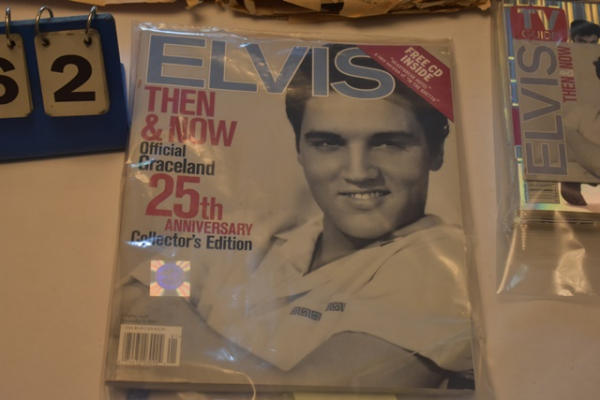 62
ELVIS
FREE CD
INSIDE
THEN
& NOW
Official
Graceland
25th
ANNIVERSARY
Collector's Edition
TV
GUIDE
ELVIS
THEN & NOW